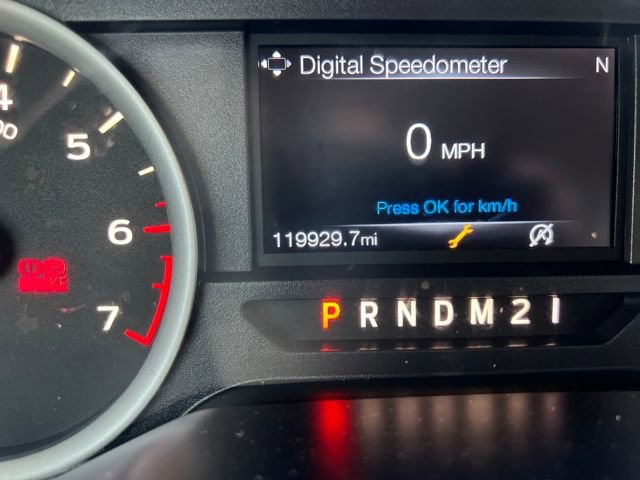 Digital Speedometer N
0 MPH
Press OK for km/h
119929.7mi
P R N D M 2 1
4
5
6
7